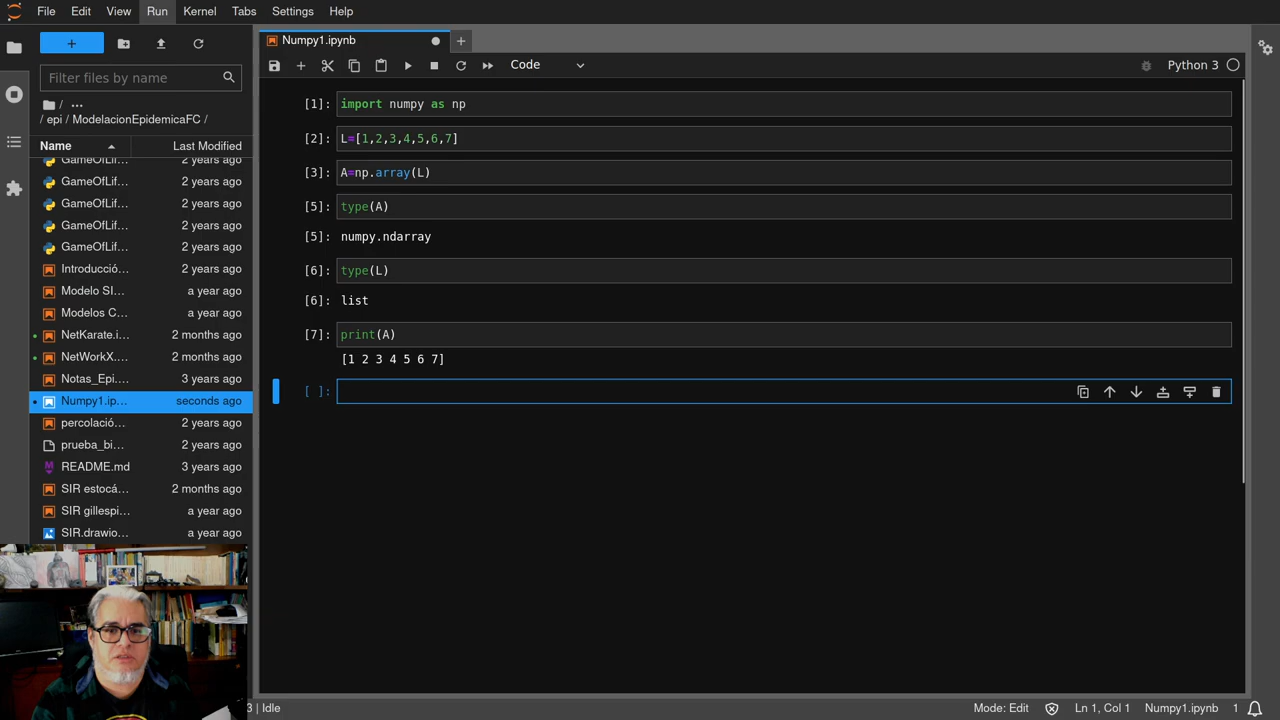 File Edit View Run Kernel Tabs Settings Help
+
Filter files by name
/ ...
/ epi / ModelacionEpidemicaFC /
Name Last Modified
GameOfLif... 2 years ago
GameOfLif... 2 years ago
GameOfLif... 2 years ago
GameOfLif... 2 years ago
GameOfLif... 2 years ago
Introducció... 2 years ago
Modelo SI... a year ago
Modelos C... a year ago
NetKarate.i... 2 months ago
NetWorkX.... 2 months ago
Notas_Epi.... 3 years ago
Numpy1.ip... seconds ago
percolació... 2 years ago
prueba_bi... 2 years ago
README.md 3 years ago
SIR estocá... 2 months ago
SIR gillespi... a year ago
SIR.drawio... a year ago
Numpy1.ipynb
Code
Python 3
[1]: import numpy as np
[2]: L=[1,2,3,4,5,6,7]
[3]: A=np.array(L)
[5]: type(A)
[5]: numpy.ndarray
[6]: type(L)
[6]: list
[7]: print(A)
[1 2 3 4 5 6 7]
[ ]:
3 | Idle
Mode: Edit Ln 1, Col 1 Numpy1.ipynb 1